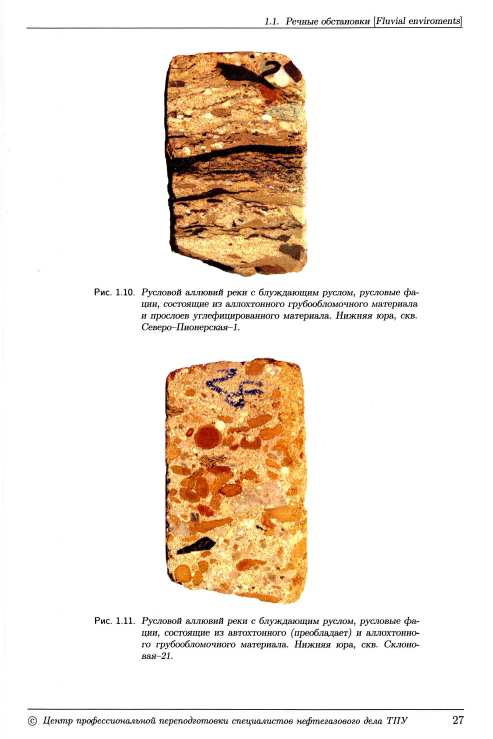 1.1. Речные обстановки [Fluvial enviroments]
Рис. 1.10. Русловой аллювий реки с блуждающим руслом, русловые фа-
ции, состоящие из аллохтонного грубообломочного материала
и прослоев углефицированного материала. Нижняя юра, скв.
Северо-Пионерская-1.
Рис. 1.11. Русловой аллювий реки с блуждающим руслом, русловые фа-
ции, состоящие из автохтонного (преобладает) и аллохтонно-
го грубообломочного материала. Нижняя юра, скв. Склоно-
вая-21.
© Центр профессиональной переподготовки специалистов нефтегазового дела ТПУ 27